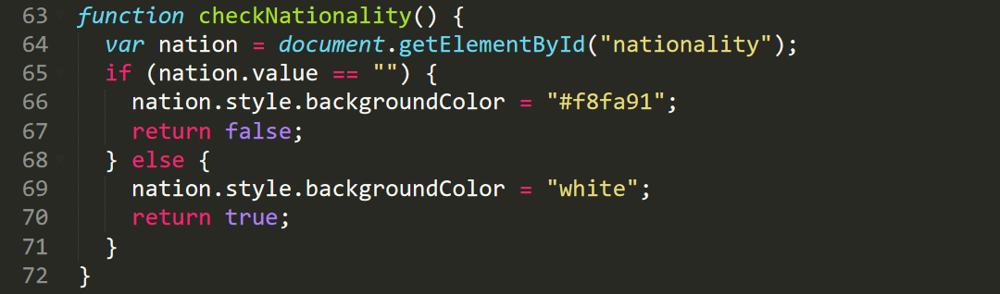 63 function checkNationality() {
64   var nation = document.getElementById("nationality");
65   if (nation.value == "") {
66     nation.style.backgroundColor = "#f8fa91";
67     return false;
68   } else {
69     nation.style.backgroundColor = "white";
70     return true;
71   }
72 }